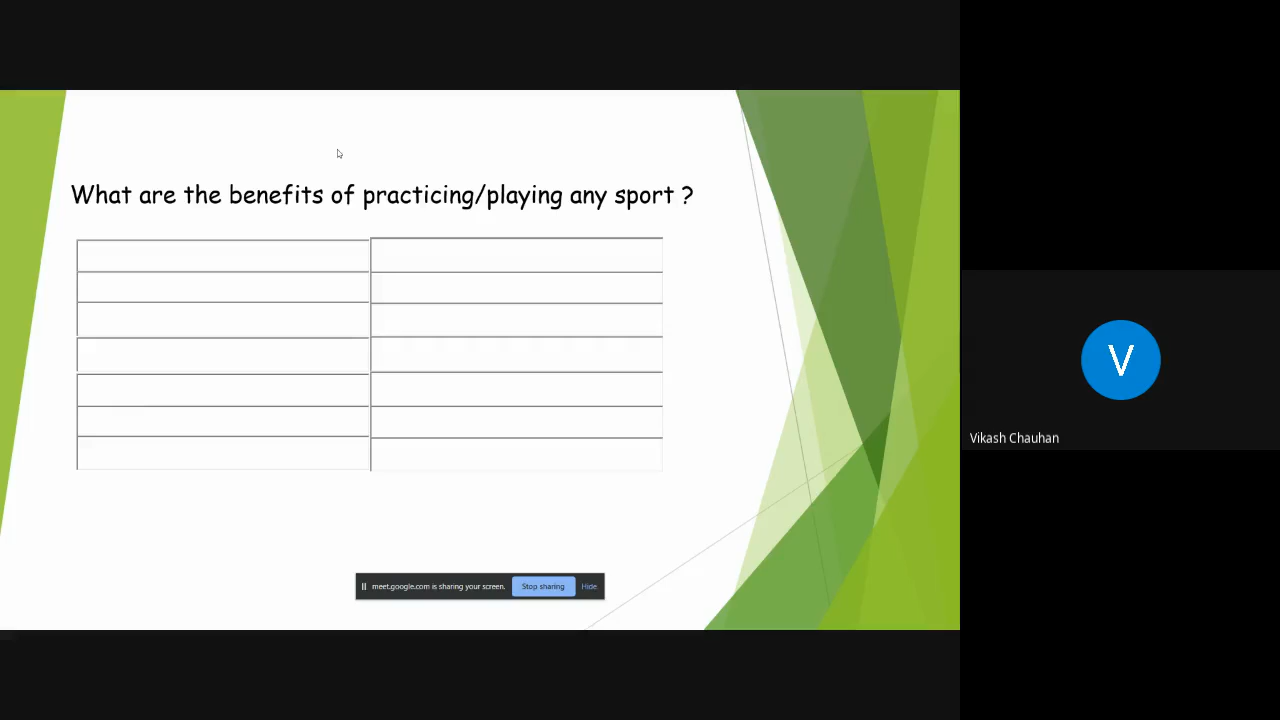 What are the benefits of practicing/playing any sport ?
V
Vikash Chauhan
meet.google.com is sharing your screen. Stop sharing Hide